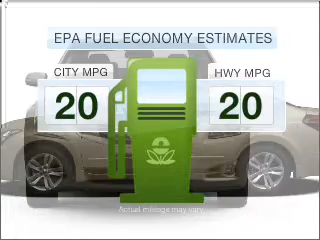 EPA FUEL ECONOMY ESTIMATES
CITY MPG
HWY MPG
20
20
Actual mileage may vary.